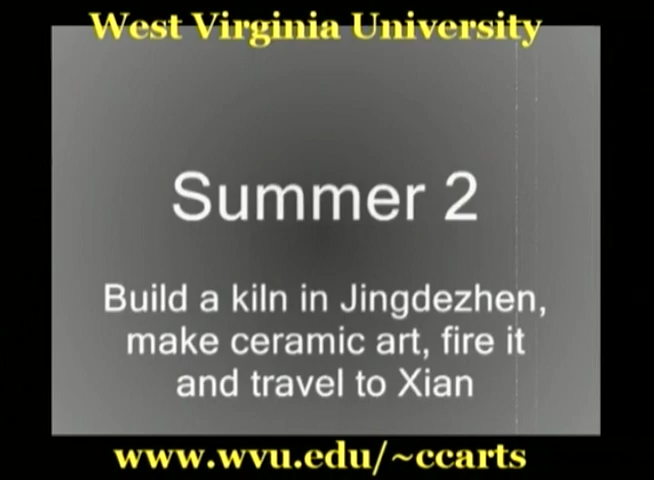 West Virginia University
Summer 2
Build a kiln in Jingdezhen,
make ceramic art, fire it
and travel to Xian
www.wvu.edu/~ccarts